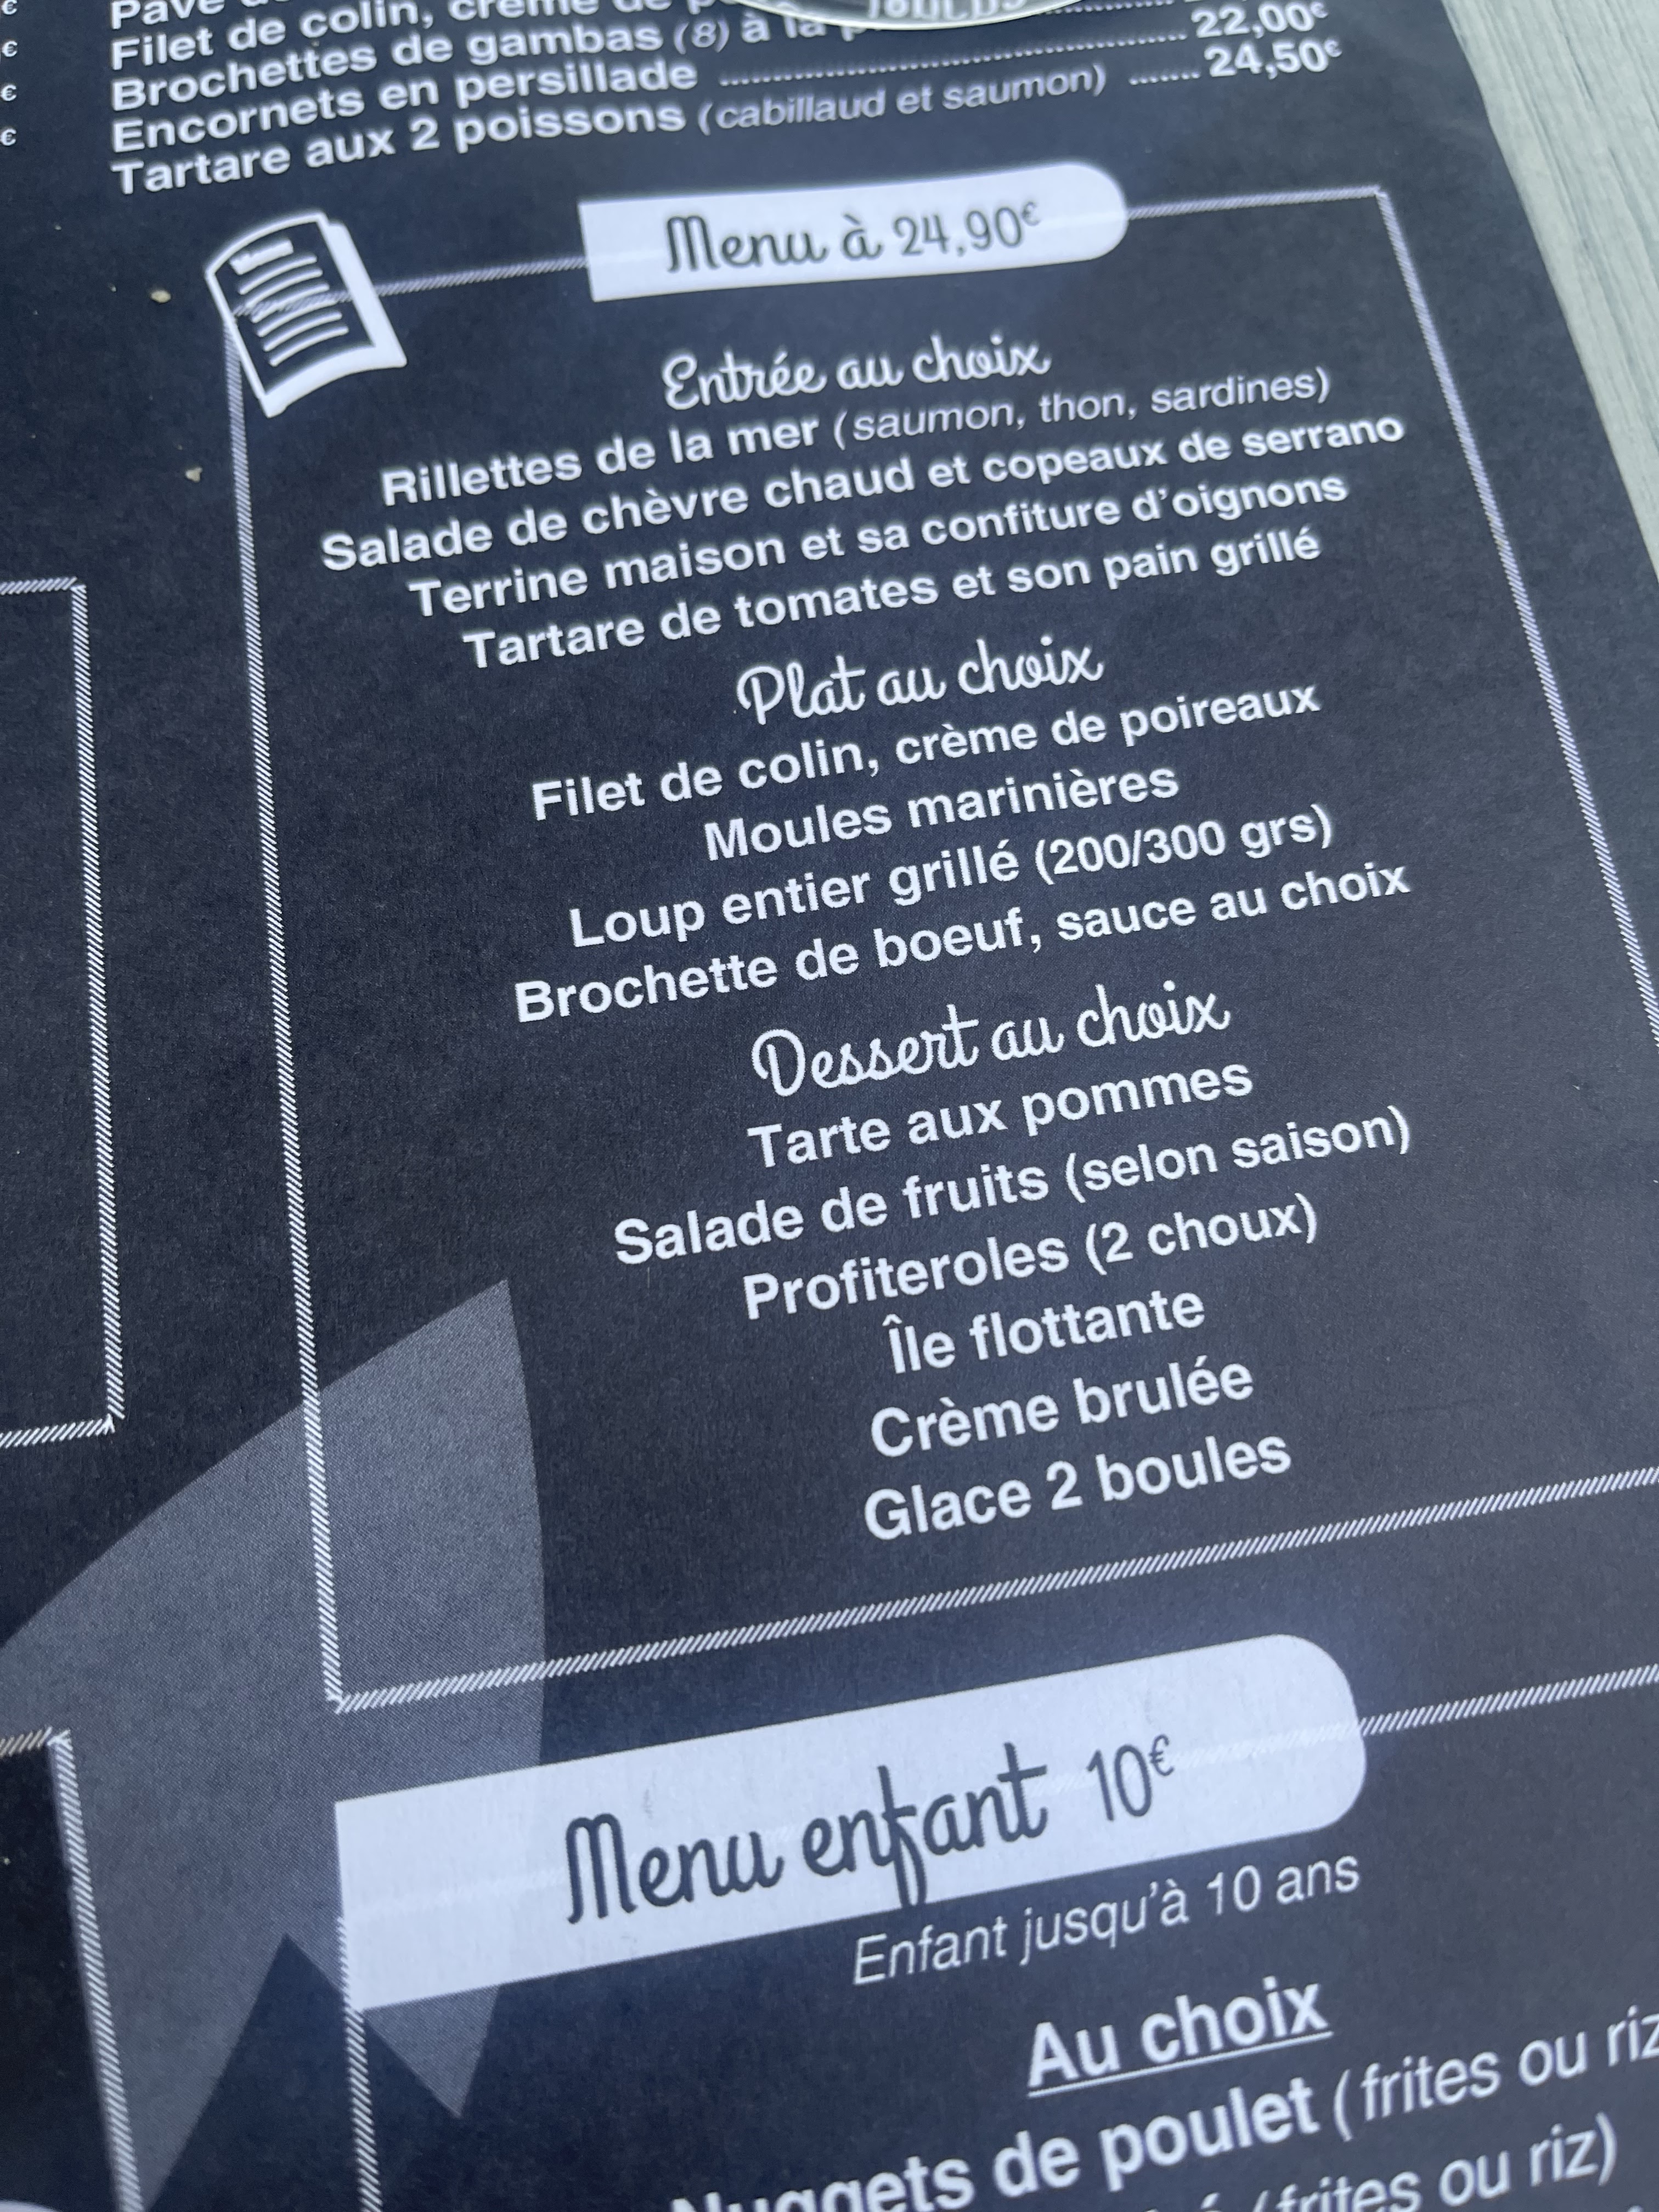 Filet de colin, crème de
Brochettes de gambas (8) à la
Encornets en persillade ........ 22,00€
Tartare aux 2 poissons (cabillaud et saumon) ....... 24,50€
Menu à 24,90€
Entrée au choix
Rillettes de la mer (saumon, thon, sardines)
Salade de chèvre chaud et copeaux de serrano
Terrine maison et sa confiture d'oignons
Tartare de tomates et son pain grillé
Plat au choix
Filet de colin, crème de poireaux
Moules marinières
Loup entier grillé (200/300 grs)
Brochette de boeuf, sauce au choix
Dessert au choix
Tarte aux pommes
Salade de fruits (selon saison)
Profiteroles (2 choux)
Île flottante
Crème brulée
Glace 2 boules
Menu enfant 10€
Enfant jusqu'à 10 ans
Au choix
Nuggets de poulet (frites ou riz
(frites ou riz)